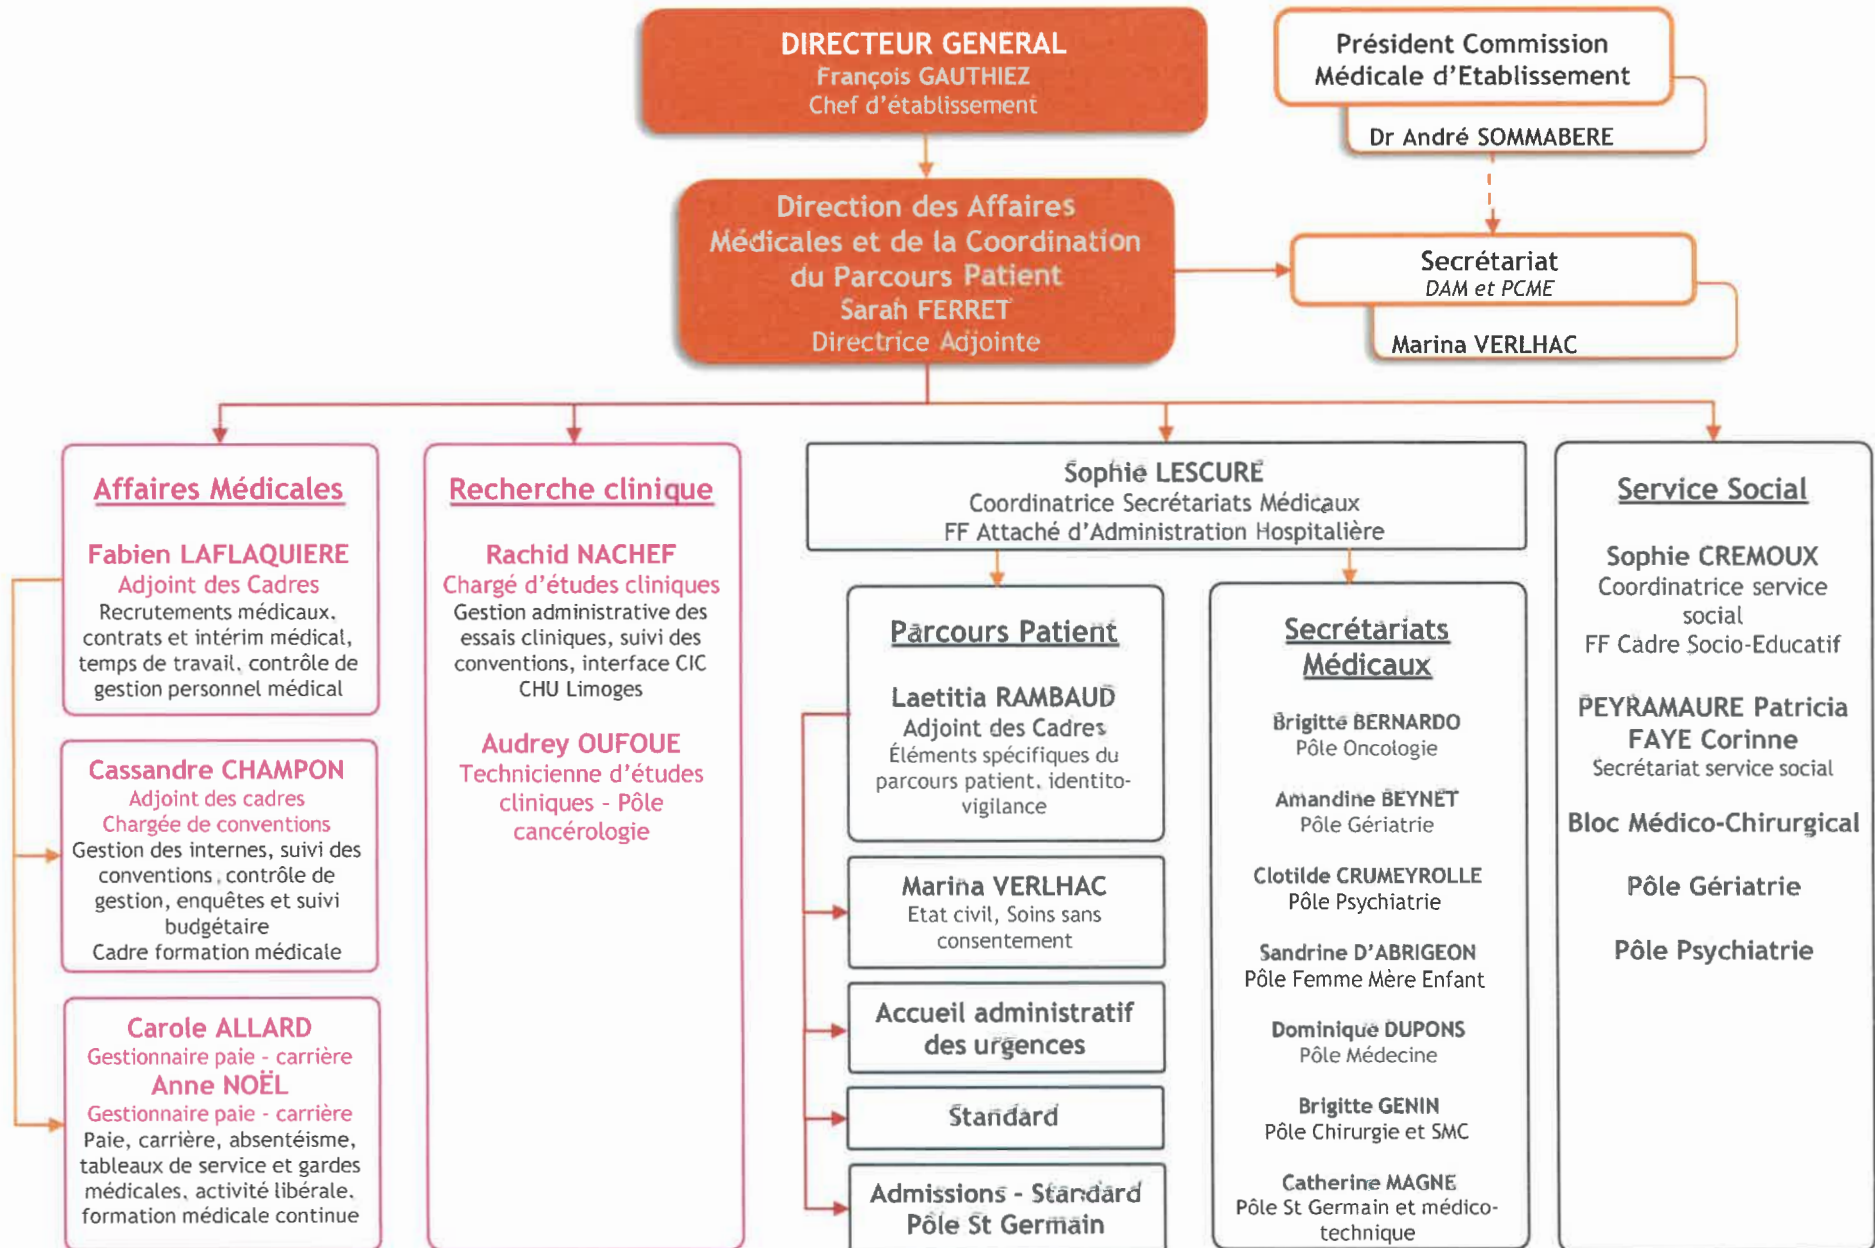 DIRECTEUR GENERAL
François GAUTHIEZ
Chef d'établissement
Président Commission
Médicale d'Etablissement
Dr André SOMMABERE
Direction des Affaires
Médicales et de la Coordination
du Parcours Patient
Sarah FERRET
Directrice Adjointe
Secrétariat
DAM et PCME
Marina VERLHAC
Affaires Médicales
Fabien LAFLAQUIERE
Adjoint des Cadres
Recrutements médicaux,
contrats et intérim médical,
temps de travail, contrôle de
gestion personnel médical
Cassandre CHAMPON
Adjoint des cadres
Chargée de conventions
Gestion des internes, suivi des
conventions, contrôle de
gestion, enquêtes et suivi
budgétaire
Cadre formation médicale
Carole ALLARD
Gestionnaire paie - carrière
Anne NOËL
Gestionnaire paie - carrière
Paie, carrière, absentéisme,
tableaux de service et gardes
médicales, activité libérale,
formation médicale continue
Recherche clinique
Rachid NACHEF
Chargé d'études cliniques
Gestion administrative des
essais cliniques, suivi des
conventions, interface CIC
CHU Limoges
Audrey OUFOUE
Technicienne d'études
cliniques - Pôle
cancérologie
Sophie LESCURE
Coordinatrice Secrétariats Médicaux
FF Attaché d'Administration Hospitalière
Parcours Patient
Laetitia RAMBAUD
Adjoint des Cadres
Éléments spécifiques du
parcours patient, identito-
vigilance
Marina VERLHAC
Etat civil, Soins sans
consentement
Accueil administratif
des urgences
Standard
Admissions - Standard
Pôle St Germain
Secrétariats
Médicaux
Brigitte BERNARDO
Pôle Oncologie
Amandine BEYNET
Pôle Gériatrie
Clotilde CRUMEYROLLE
Pôle Psychiatrie
Sandrine D'ABRIGEON
Pôle Femme Mère Enfant
Dominique DUPONS
Pôle Médecine
Brigitte GENIN
Pôle Chirurgie et SMC
Catherine MAGNE
Pôle St Germain et médico-
technique
Service Social
Sophie CREMOUX
Coordinatrice service
social
FF Cadre Socio-Educatif
PEYRAMAURE Patricia
FAYE Corinne
Secrétariat service social
Bloc Médico-Chirurgical
Pôle Gériatrie
Pôle Psychiatrie